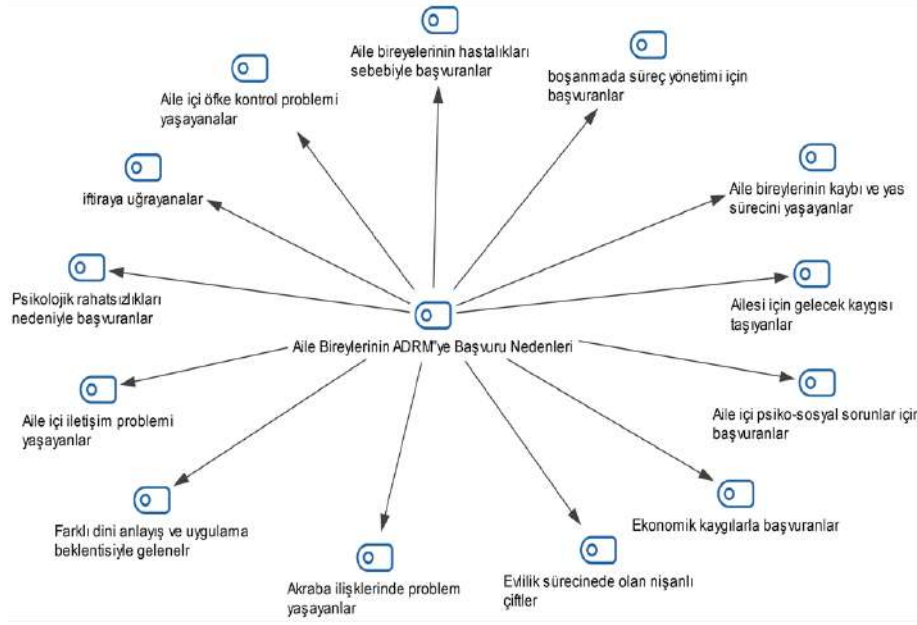 Aile bireyelerinin hastalıkları
sebebiyle başvuranlar
boşanmada süreç yönetimi için
başvuranlar
Aile içi öfke kontrol problemi
yaşayanalar
Aile bireylerinin kaybı ve yas
sürecini yaşayanlar
iftiraya uğrayanalar
Psikolojik rahatsızlıkları
nedeniyle başvuranlar
Ailesi için gelecek kaygısı
taşıyanlar
Aile Bireylerinin ADRM"ye Başvuru Nedenleri
Aile içi iletişim problemi
yaşayanlar
Aile içi psiko-sosyal sorunlar için
başvuranlar
Farklı dini anlayış ve uygulama
beklentisiyle gelenelr
Ekonomik kaygılarla başvuranlar
Akraba ilişklerinde problem
yaşayanlar
Evlilik sürecinede olan nişanlı
çiftler